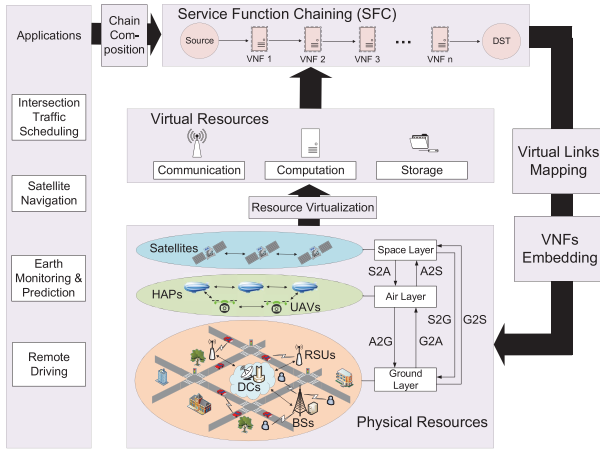 Applications
Intersection
Traffic
Scheduling
Satellite
Navigation
Earth
Monitoring &
Prediction
Remote
Driving
Chain
Com-
position
Service Function Chaining (SFC)
Source
VNF 1
VNF 2
VNF 3
...
VNF n
DST
Virtual Resources
Communication
Computation
Storage
Resource Virtualization
Virtual Links
Mapping
VNFs
Embedding
Satellites
Space Layer
S2A
A2S
HAPs
UAVs
Air Layer
S2G
G2S
A2G
G2A
RSUs
DCs
BSs
Ground
Layer
Physical Resources